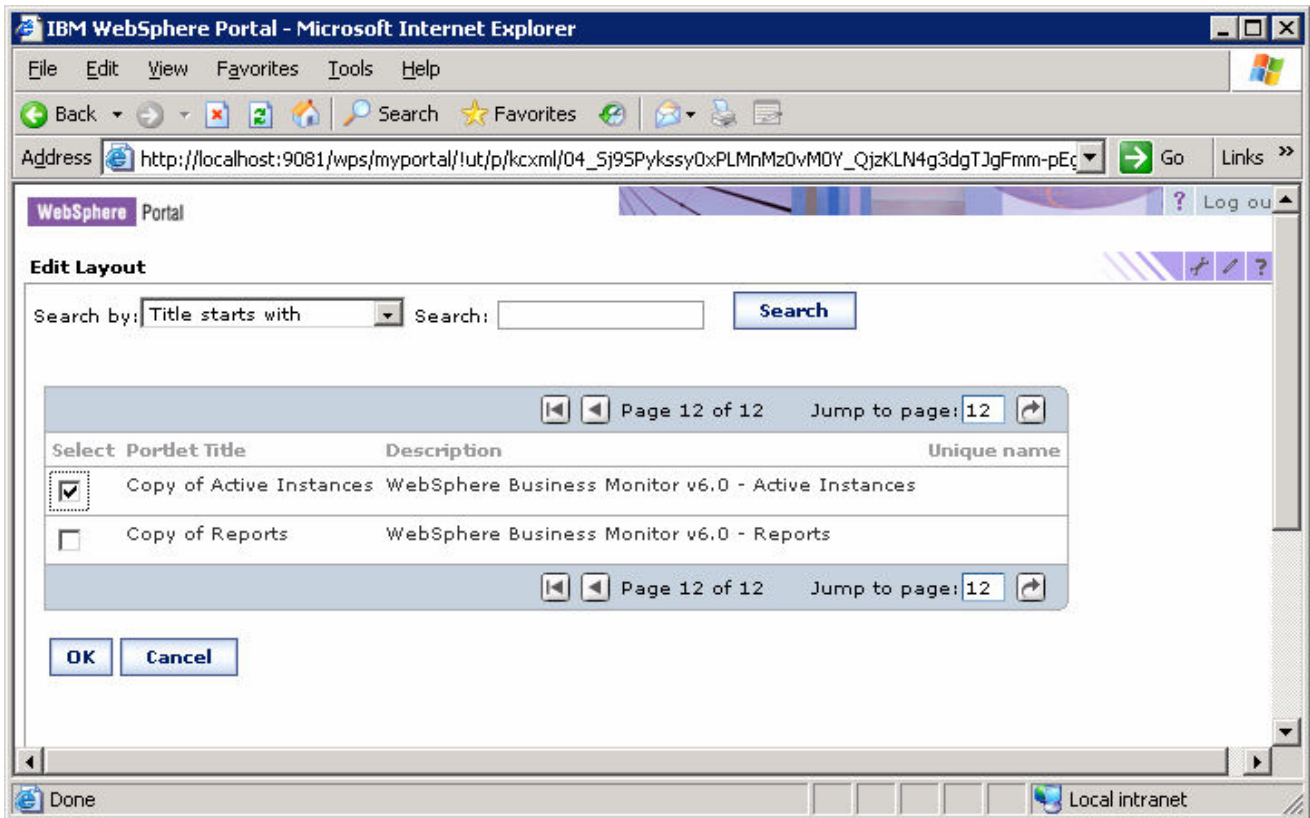 IBM WebSphere Portal - Microsoft Internet Explorer
File Edit View Favorites Tools Help
Back Search Favorites
Address http://localhost:9081/wps/myportal/!ut/p/kcxml/04_Sj9SPykssy0xPLMnMz0vM0Y_QjzKLN4g3dgTJgFmm-pEc Go Links »
WebSphere Portal ? Log ou
Edit Layout ?
Search by: Title starts with Search: Search
Page 12 of 12 Jump to page: 12
Select Portlet Title Description Unique name
Copy of Active Instances WebSphere Business Monitor v6.0 - Active Instances
Copy of Reports WebSphere Business Monitor v6.0 - Reports
Page 12 of 12 Jump to page: 12
OK Cancel
Done Local intranet